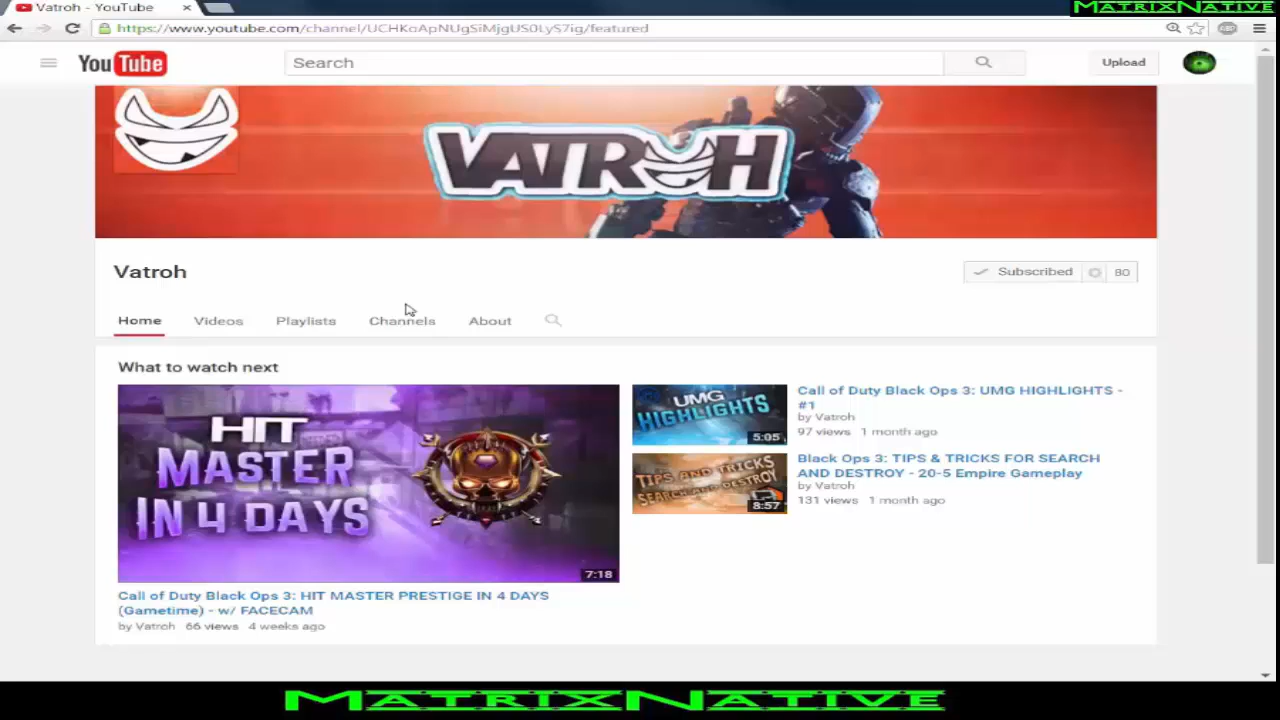 Vatroh - YouTube
MatrixNative
https://www.youtube.com/channel/UCHKoApNUgSiMjgUS0LyS7ig/featured
YouTube
Search
Upload
VATROH
Vatroh
Subscribed 80
Home Videos Playlists Channels About
What to watch next
HIT
MASTER
IN 4 DAYS
7:18
Call of Duty Black Ops 3: HIT MASTER PRESTIGE IN 4 DAYS
(Gametime) - w/ FACECAM
by Vatroh 66 views 4 weeks ago
UMG
HIGHLIGHTS
5:05
Call of Duty Black Ops 3: UMG HIGHLIGHTS -
#1
by Vatroh
97 views 1 month ago
TIPS AND TRICKS
SEARCH AND DESTROY
8:57
Black Ops 3: TIPS & TRICKS FOR SEARCH
AND DESTROY - 20-5 Empire Gameplay
by Vatroh
131 views 1 month ago
MatrixNative